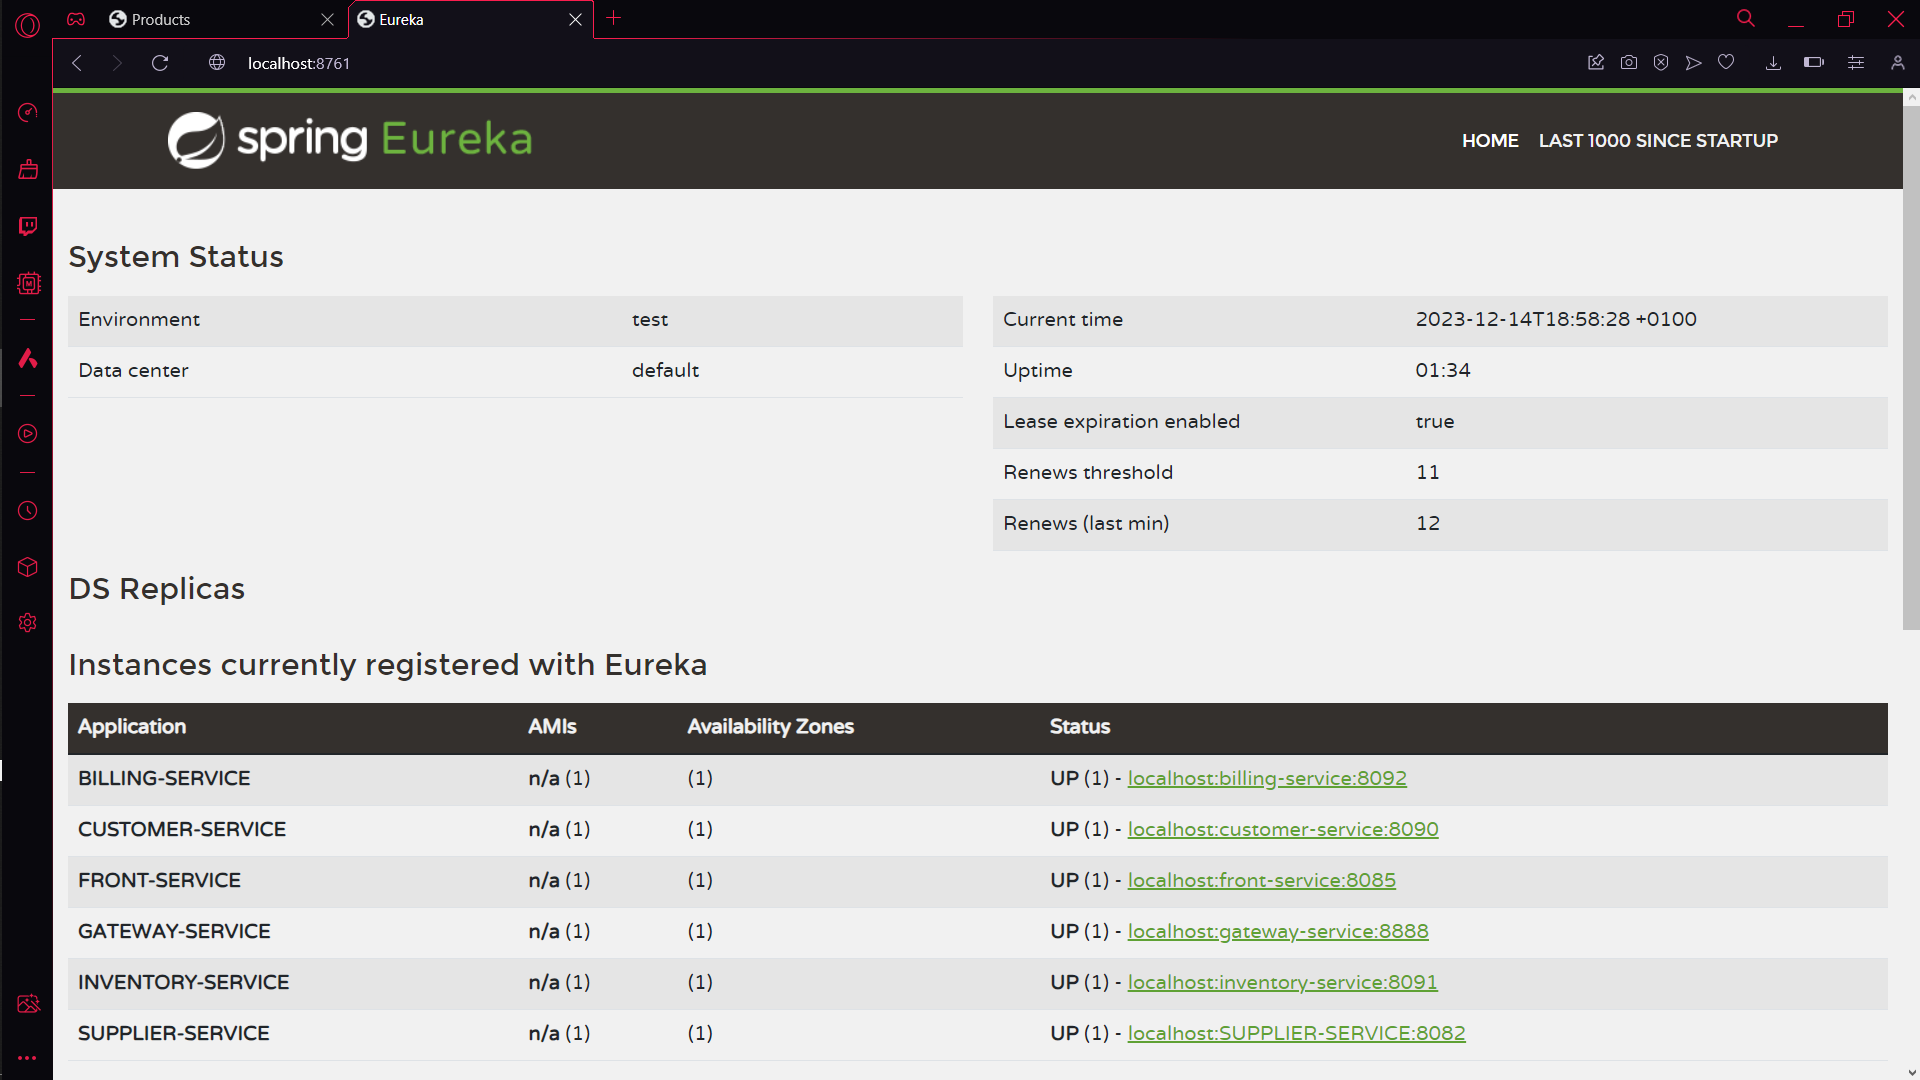 Products
Eureka
localhost:8761
spring Eureka
HOME LAST 1000 SINCE STARTUP
System Status
Environment test
Data center default
Current time 2023-12-14T18:58:28 +0100
Uptime 01:34
Lease expiration enabled true
Renews threshold 11
Renews (last min) 12
DS Replicas
Instances currently registered with Eureka
Application AMIs Availability Zones Status
BILLING-SERVICE n/a (1) (1) UP (1) - localhost:billing-service:8092
CUSTOMER-SERVICE n/a (1) (1) UP (1) - localhost:customer-service:8090
FRONT-SERVICE n/a (1) (1) UP (1) - localhost:front-service:8085
GATEWAY-SERVICE n/a (1) (1) UP (1) - localhost:gateway-service:8888
INVENTORY-SERVICE n/a (1) (1) UP (1) - localhost:inventory-service:8091
SUPPLIER-SERVICE n/a (1) (1) UP (1) - localhost:SUPPLIER-SERVICE:8082